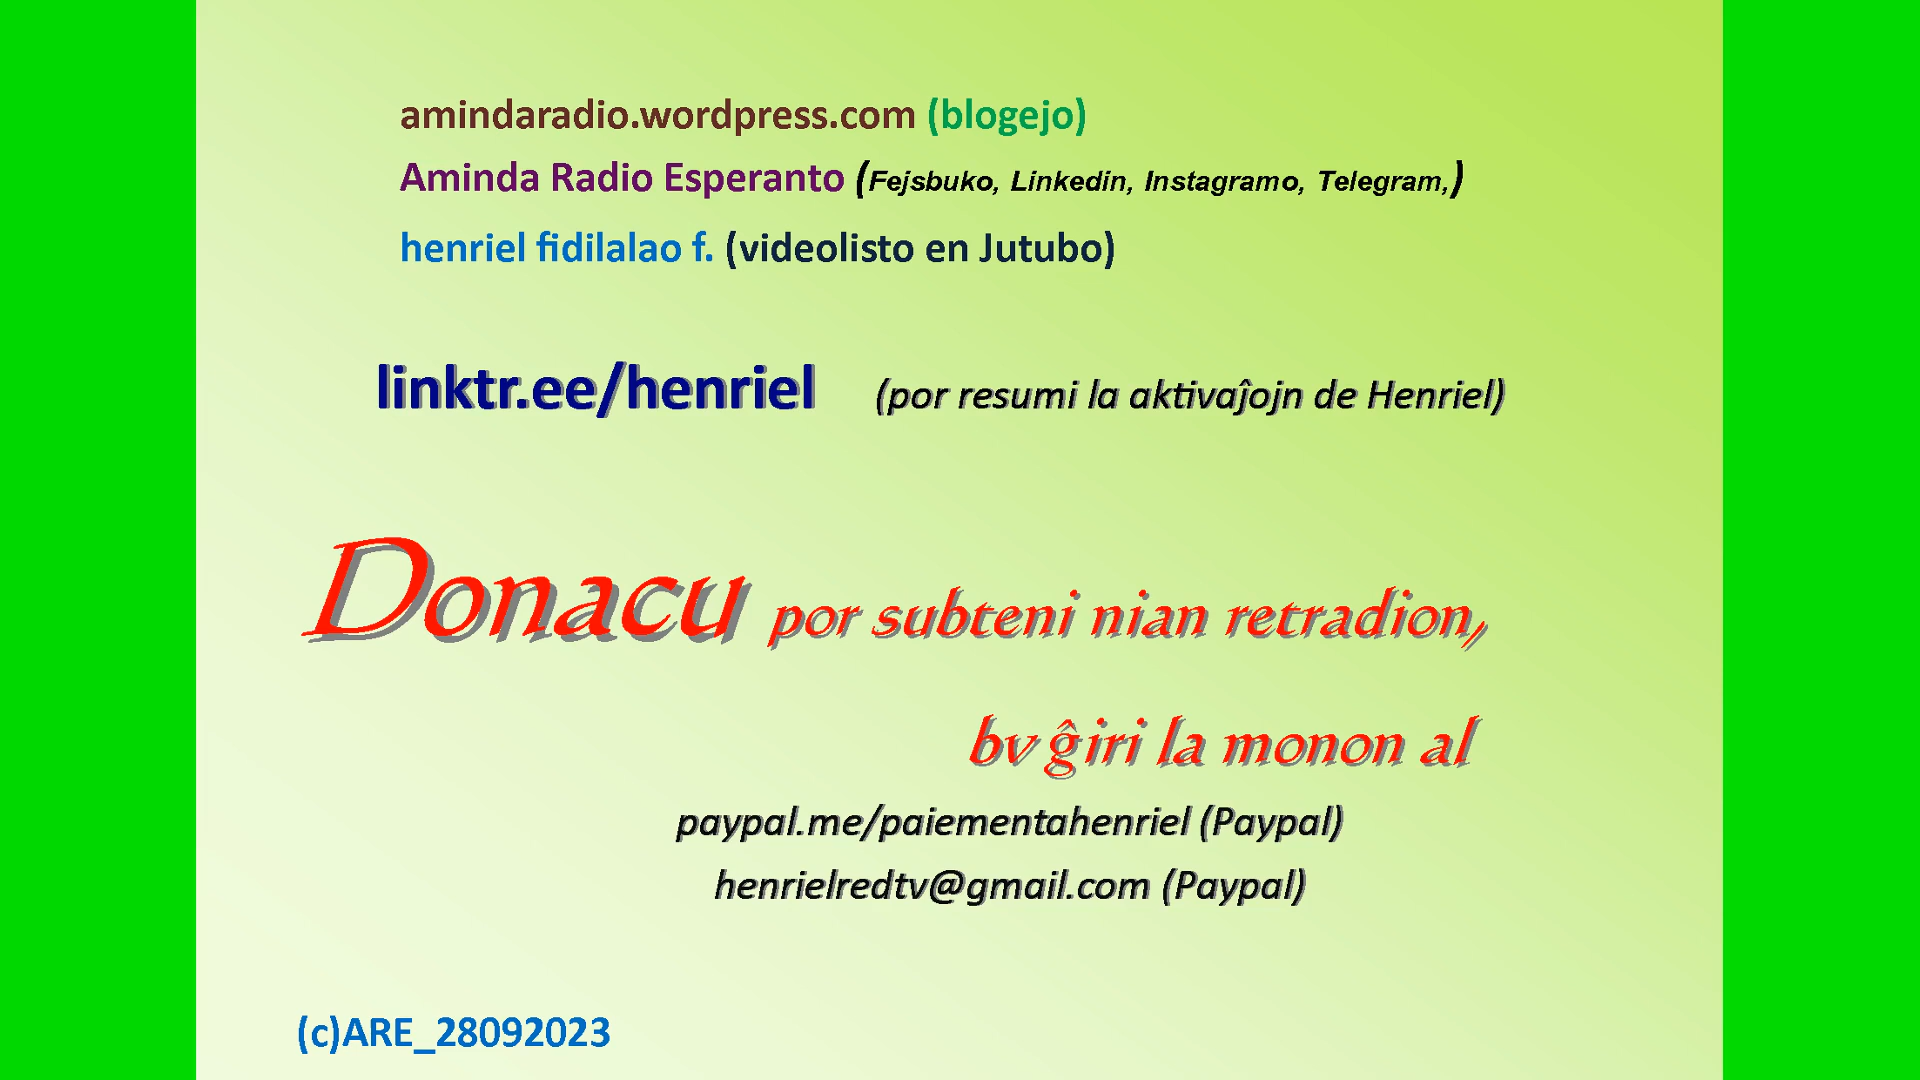 amindaradio.wordpress.com (blogejo)
Aminda Radio Esperanto (Fejsbuko, Linkedin, Instagramo, Telegram,)
henriel fidilalao f. (videolisto en Jutubo)
linktr.ee/henriel (por resumi la aktivaĵojn de Henriel)
Donacu por subteni nian retradion,
bv ĝiri la monon al
paypal.me/paiementahenriel (Paypal)
henrielredtv@gmail.com (Paypal)
(c)ARE_28092023